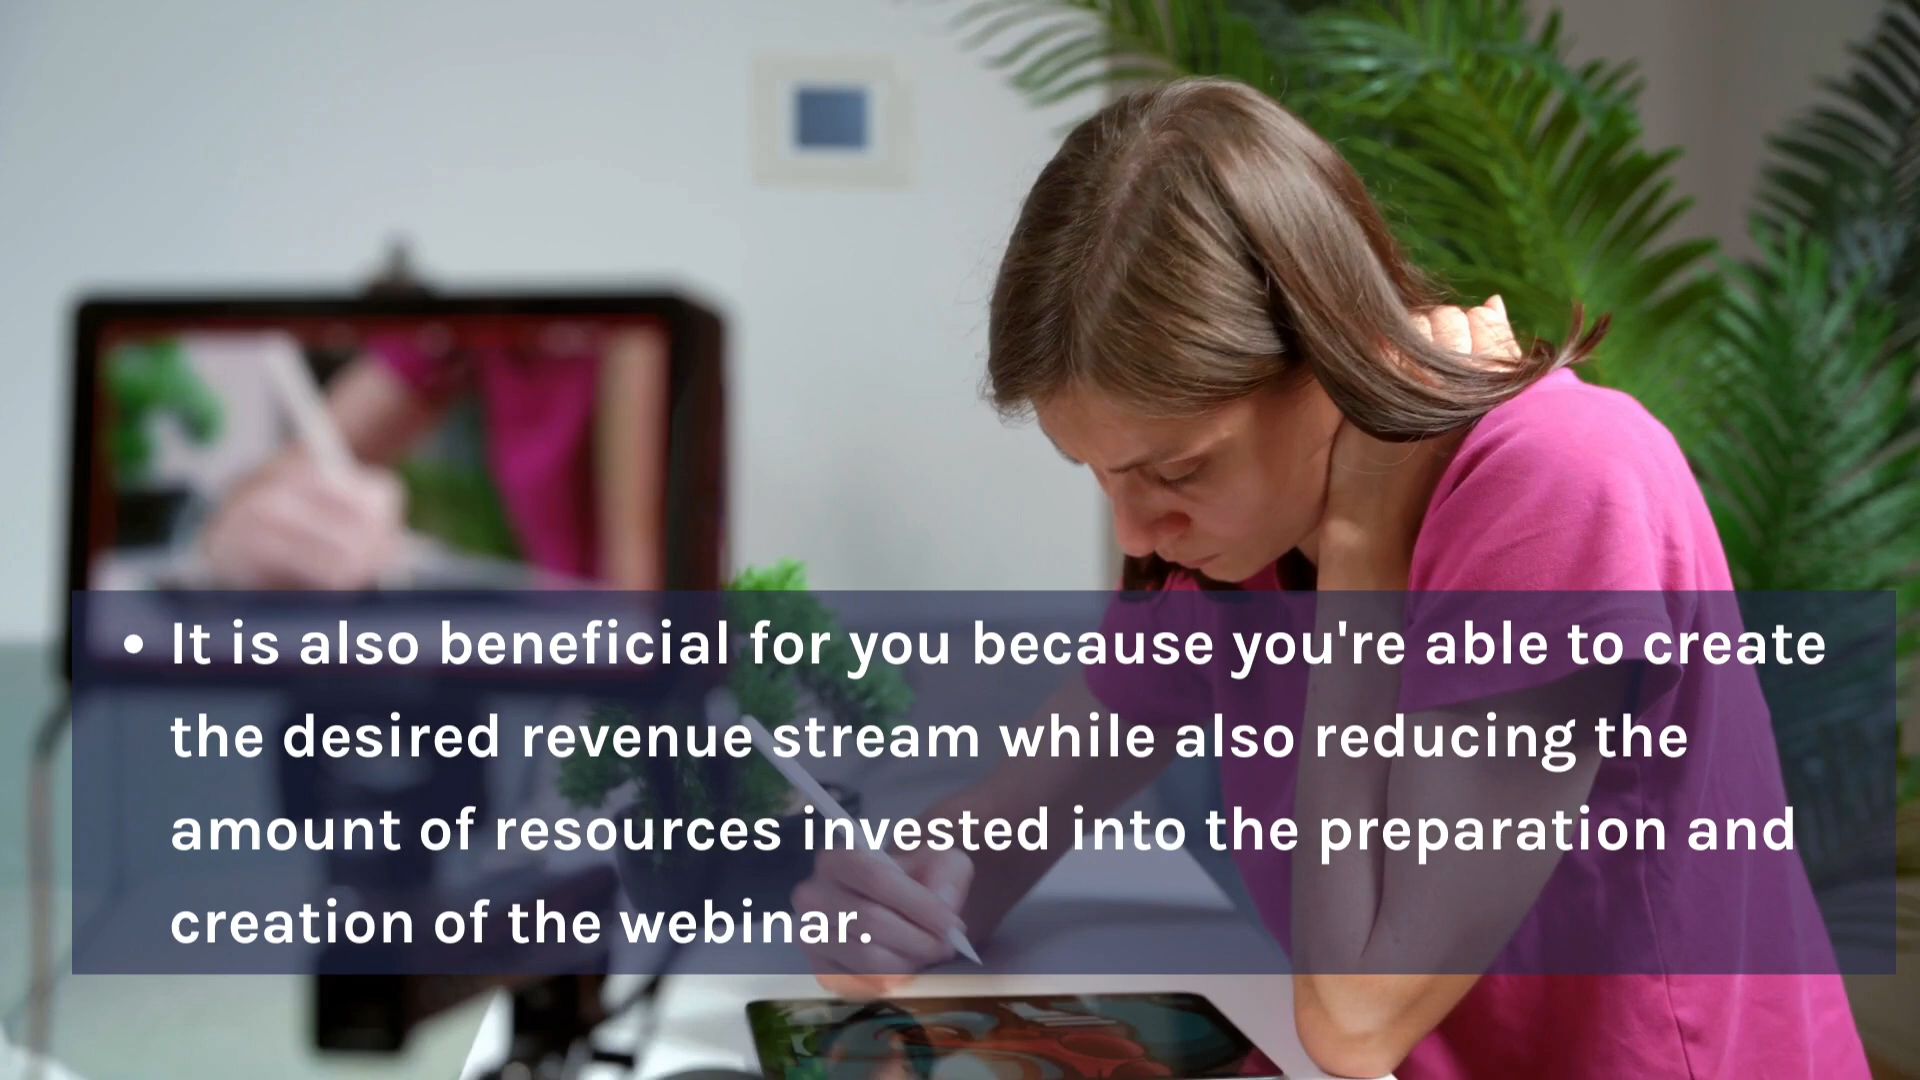 • It is also beneficial for you because you're able to create
the desired revenue stream while also reducing the
amount of resources invested into the preparation and
creation of the webinar.